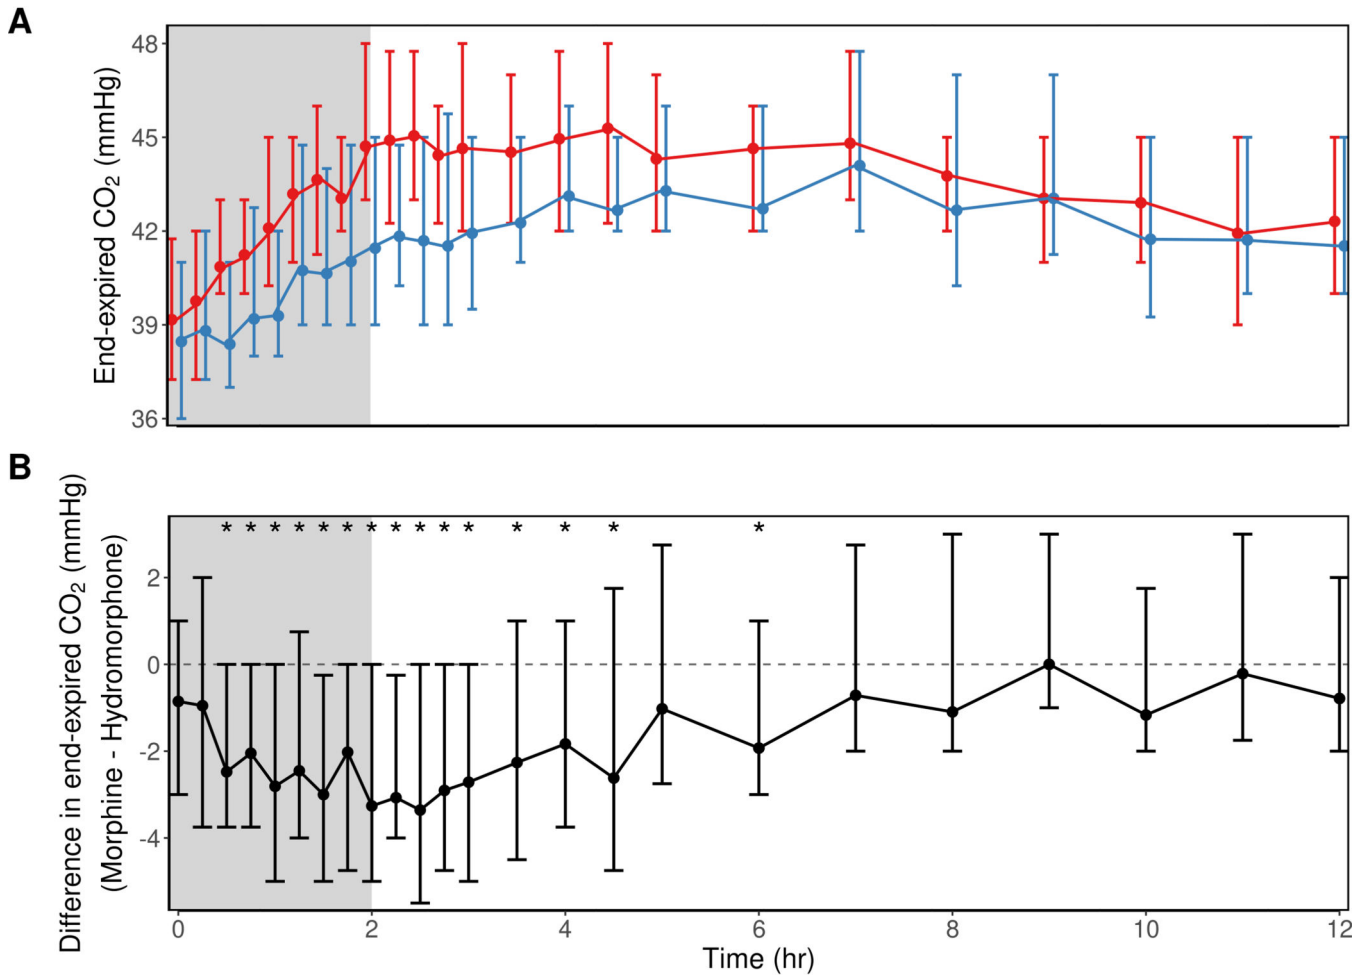 A
End-expired CO₂ (mmHg)
48
45
42
39
36
B
Difference in end-expired CO₂ (mmHg)
(Morphine - Hydromorphone)
* * * * * * * * * * * * * * *
2
0
-2
-4
0 2 4 6 8 10 12
Time (hr)